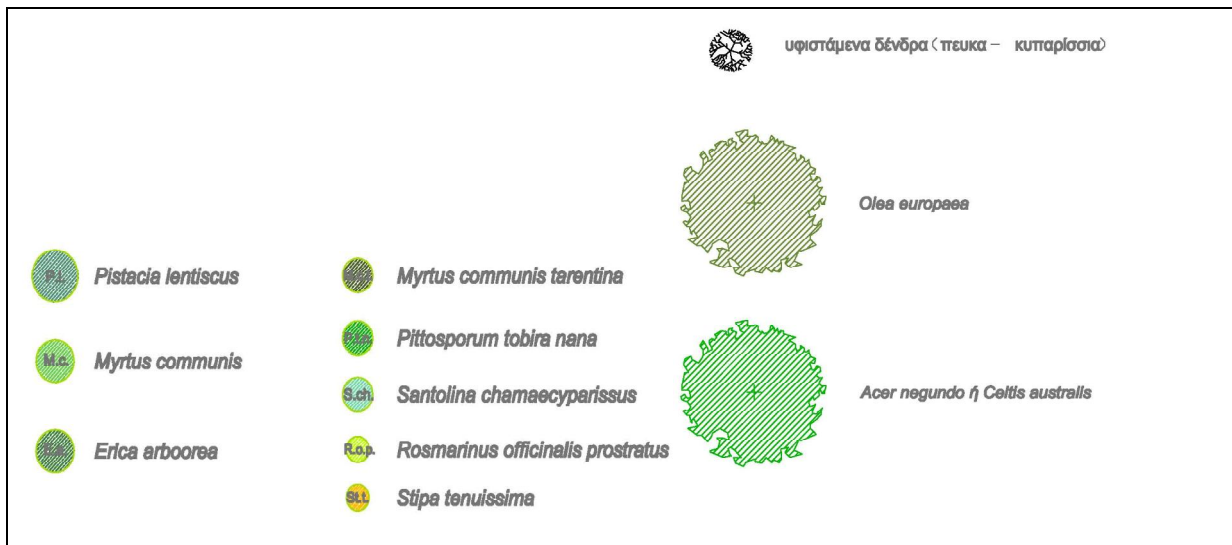 υφιστάμενα δένδρα (πευκα - κυπαρίσσια)
Olea europaea
P.l. Pistacia lentiscus
Myrtus communis tarentina
P.t.n. Pittosporum tobira nana
M.c. Myrtus communis
S.ch. Santolina chamaecyparissus
Acer negundo ή Celtis australis
E.a. Erica arboorea
R.o.p. Rosmarinus officinalis prostratus
St.t. Stipa tenuissima